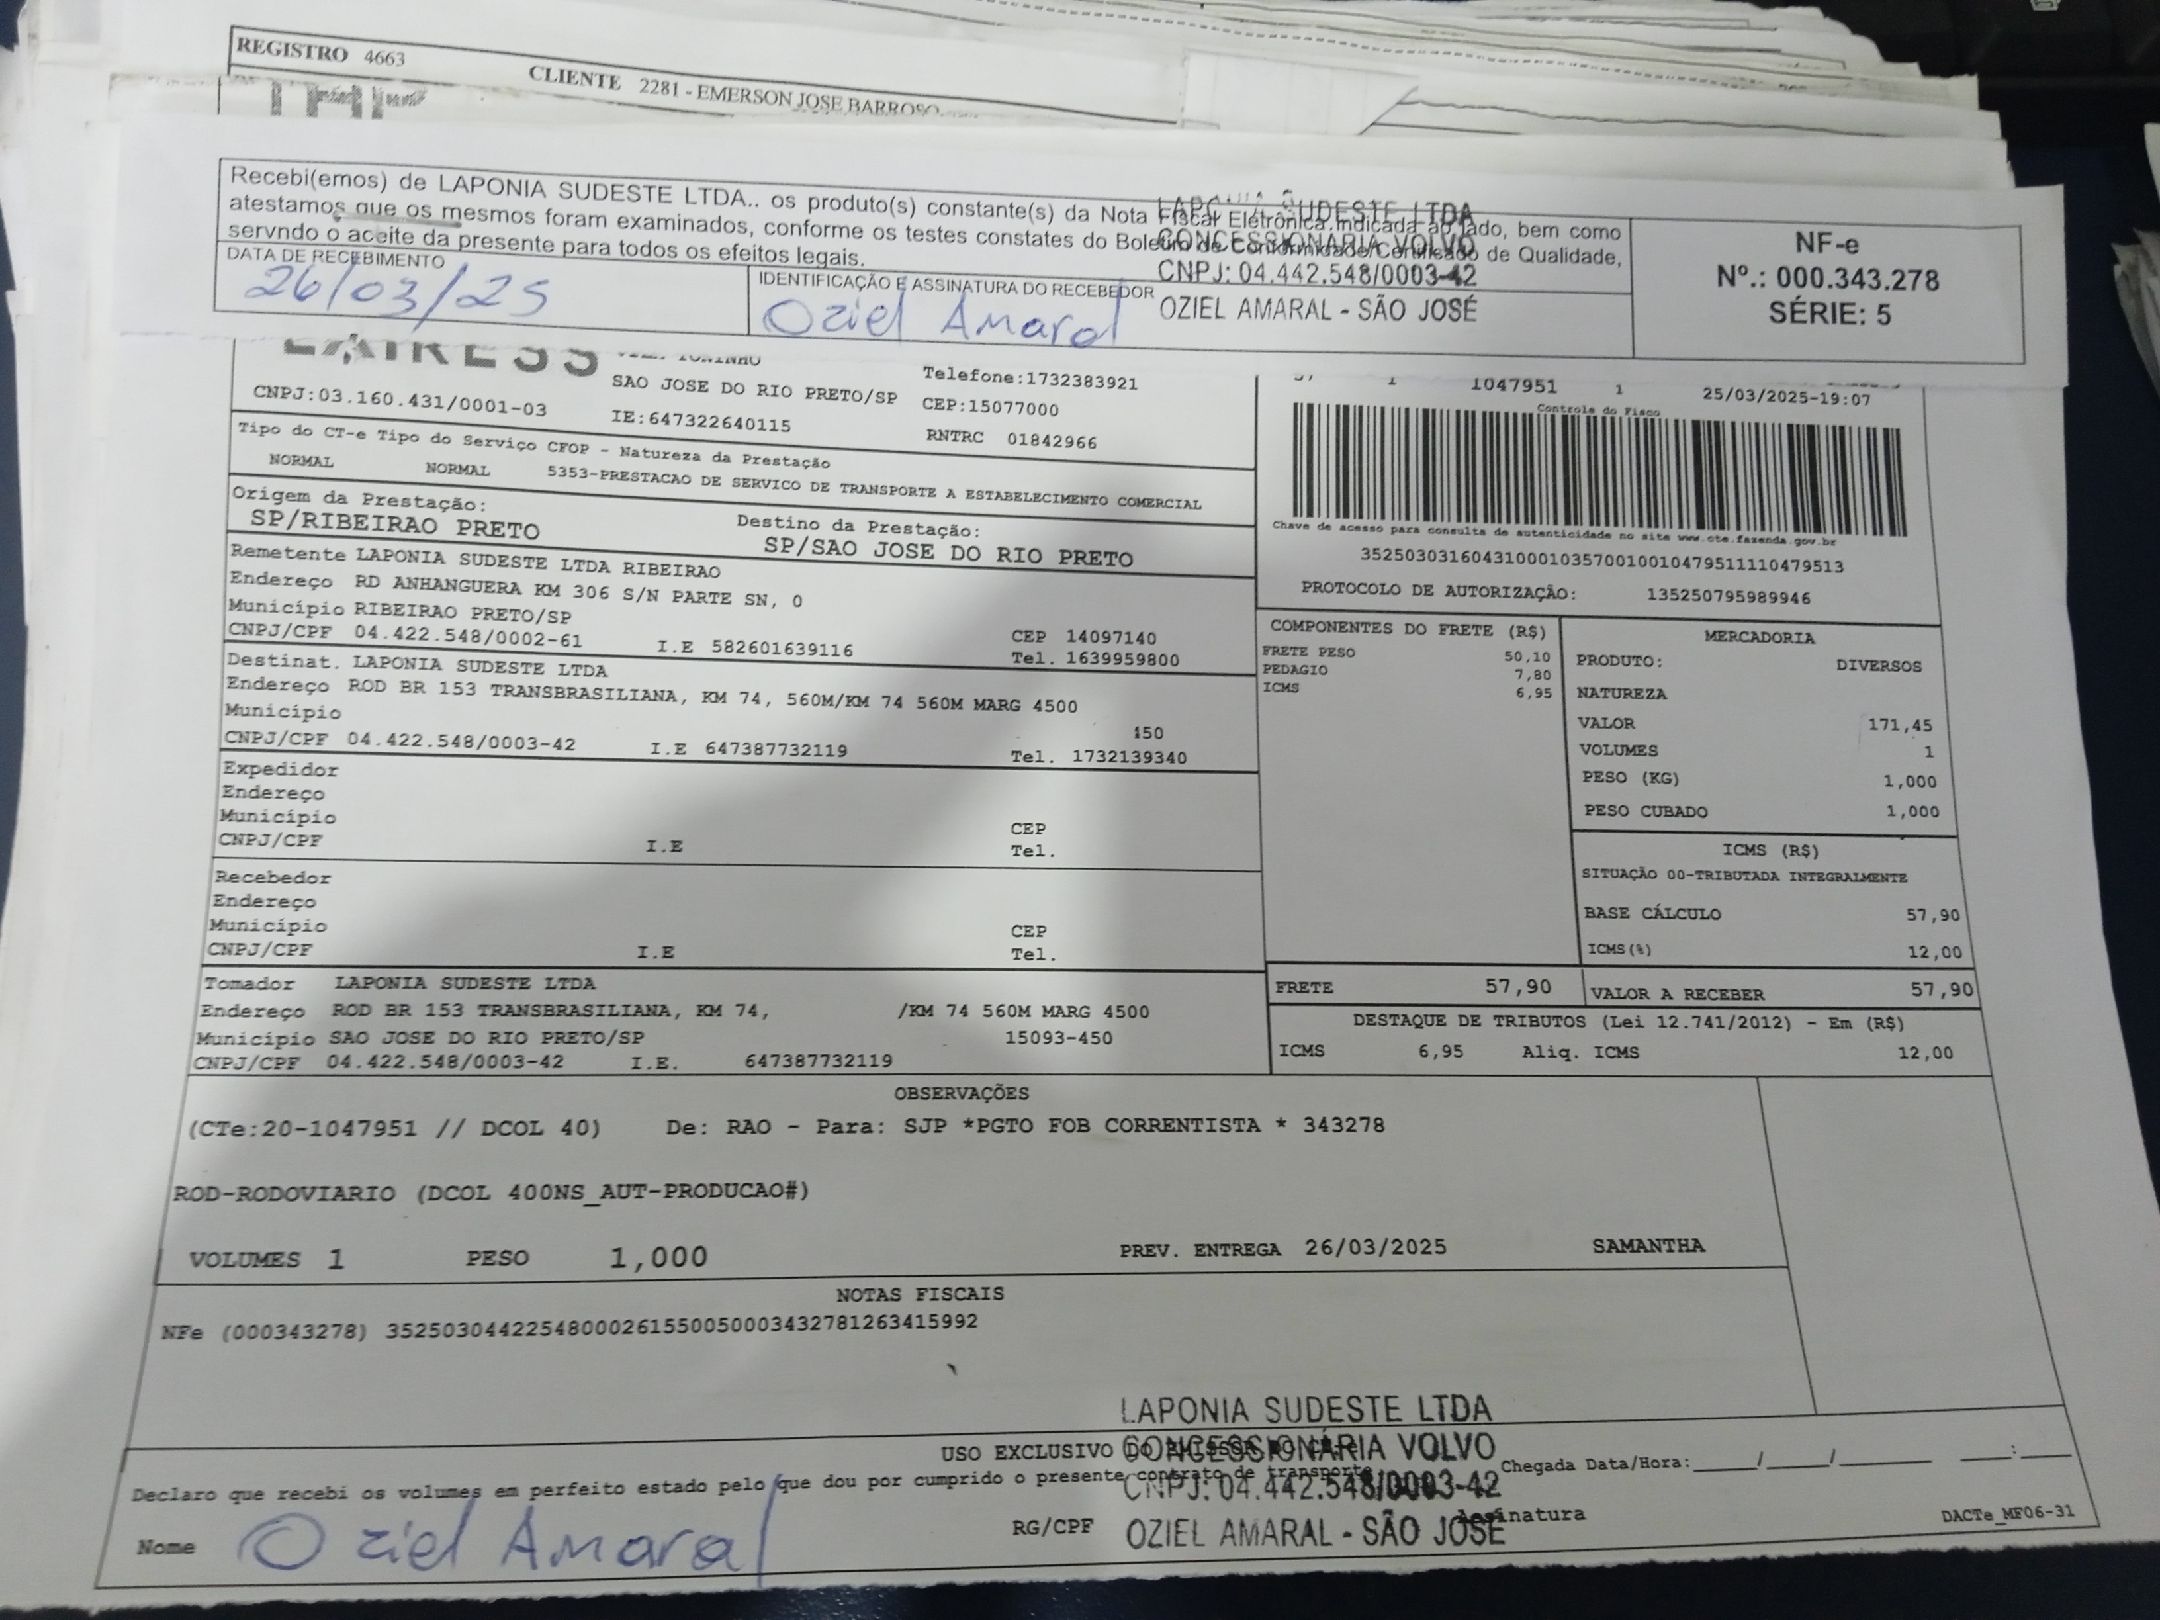 REGISTRO 4663
CLIENTE 2281 - EMERSON JOSE BARROSO
Recebi(emos) de LAPONIA SUDESTE LTDA.. os produto(s) constante(s) da Nota Fiscal Eletrônica indicada ao lado, bem como
atestamos que os mesmos foram examinados, conforme os testes constates do Boletim de Conformidade/Certificado de Qualidade,
servndo o aceite da presente para todos os efeitos legais.
LAPONIA SUDESTE LTDA
CONCESSIONÁRIA VOLVO
CNPJ: 04.442.548/0003-42
OZIEL AMARAL - SÃO JOSÉ
DATA DE RECEBIMENTO
26/03/25
IDENTIFICAÇÃO E ASSINATURA DO RECEBEDOR
Oziel Amaral
NF-e
Nº.: 000.343.278
SÉRIE: 5
EXPRESS
CNPJ:03.160.431/0001-03
SAO JOSE DO RIO PRETO/SP
IE:647322640115
Telefone:1732383921
CEP:15077000
RNTRC 01842966
57 1 1047951 1 25/03/2025-19:07
Controle do Fisco
Chave de acesso para consulta de autenticidade no site www.cte.fazenda.gov.br
35250303160431000103570010010479511110479513
PROTOCOLO DE AUTORIZAÇÃO: 135250795989946
Tipo do CT-e Tipo do Serviço CFOP - Natureza da Prestação
NORMAL NORMAL 5353-PRESTACAO DE SERVICO DE TRANSPORTE A ESTABELECIMENTO COMERCIAL
Origem da Prestação:
SP/RIBEIRAO PRETO
Destino da Prestação:
SP/SAO JOSE DO RIO PRETO
Remetente LAPONIA SUDESTE LTDA RIBEIRAO
Endereço RD ANHANGUERA KM 306 S/N PARTE SN, 0
Município RIBEIRAO PRETO/SP CEP 14097140
CNPJ/CPF 04.422.548/0002-61 I.E 582601639116 Tel. 1639959800
Destinat. LAPONIA SUDESTE LTDA
Endereço ROD BR 153 TRANSBRASILIANA, KM 74, 560M/KM 74 560M MARG 4500
Município 150
CNPJ/CPF 04.422.548/0003-42 I.E 647387732119 Tel. 1732139340
Expedidor
Endereço
Município CEP
CNPJ/CPF I.E Tel.
Recebedor
Endereço
Município CEP
CNPJ/CPF I.E Tel.
Tomador LAPONIA SUDESTE LTDA
Endereço ROD BR 153 TRANSBRASILIANA, KM 74, /KM 74 560M MARG 4500
Município SAO JOSE DO RIO PRETO/SP 15093-450
CNPJ/CPF 04.422.548/0003-42 I.E. 647387732119
COMPONENTES DO FRETE (R$)
FRETE PESO 50,10
PEDAGIO 7,80
ICMS 6,95
MERCADORIA
PRODUTO: DIVERSOS
NATUREZA
VALOR 171,45
VOLUMES 1
PESO (KG) 1,000
PESO CUBADO 1,000
ICMS (R$)
SITUAÇÃO 00-TRIBUTADA INTEGRALMENTE
BASE CÁLCULO 57,90
ICMS(%) 12,00
FRETE 57,90 VALOR A RECEBER 57,90
DESTAQUE DE TRIBUTOS (Lei 12.741/2012) - Em (R$)
ICMS 6,95 Aliq. ICMS 12,00
OBSERVAÇÕES
(CTe:20-1047951 // DCOL 40) De: RAO - Para: SJP *PGTO FOB CORRENTISTA * 343278
ROD-RODOVIARIO (DCOL 400NS_AUT-PRODUCAO#)
VOLUMES 1 PESO 1,000 PREV. ENTREGA 26/03/2025 SAMANTHA
NOTAS FISCAIS
NFe (000343278) 35250304422548000261550050003432781263415992
LAPONIA SUDESTE LTDA
CONCESSIONÁRIA VOLVO
CNPJ: 04.442.548/0003-42
OZIEL AMARAL - SÃO JOSÉ
USO EXCLUSIVO DO
Declaro que recebi os volumes em perfeito estado pelo que dou por cumprido o presente contrato de transporte
Chegada Data/Hora:____/____/______ ____:____
Nome Oziel Amaral RG/CPF Assinatura
DACTe_MF06-31